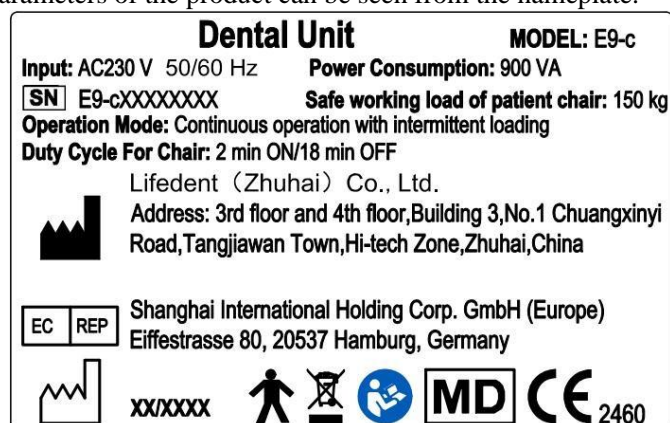 arameters of the product can be seen from the nameplate.
Dental Unit MODEL: E9-c
Input: AC230 V 50/60 Hz Power Consumption: 900 VA
SN E9-cXXXXXXXX Safe working load of patient chair: 150 kg
Operation Mode: Continuous operation with intermittent loading
Duty Cycle For Chair: 2 min ON/18 min OFF
Lifedent（Zhuhai）Co., Ltd.
Address: 3rd floor and 4th floor,Building 3,No.1 Chuangxinyi
Road,Tangjiawan Town,Hi-tech Zone,Zhuhai,China
EC REP Shanghai International Holding Corp. GmbH (Europe)
Eiffestrasse 80, 20537 Hamburg, Germany
XX/XXXX MD CE 2460